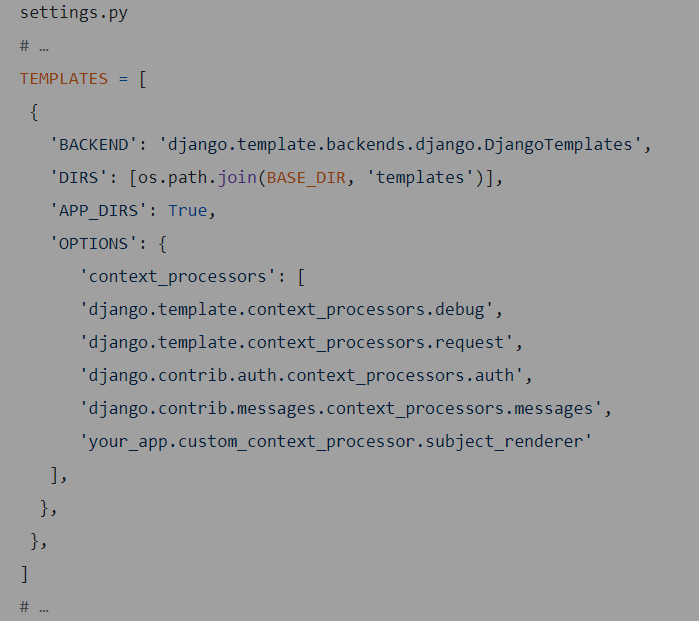 settings.py
# …
TEMPLATES = [
{
'BACKEND': 'django.template.backends.django.DjangoTemplates',
'DIRS': [os.path.join(BASE_DIR, 'templates')],
'APP_DIRS': True,
'OPTIONS': {
'context_processors': [
'django.template.context_processors.debug',
'django.template.context_processors.request',
'django.contrib.auth.context_processors.auth',
'django.contrib.messages.context_processors.messages',
'your_app.custom_context_processor.subject_renderer'
],
},
},
]
# …